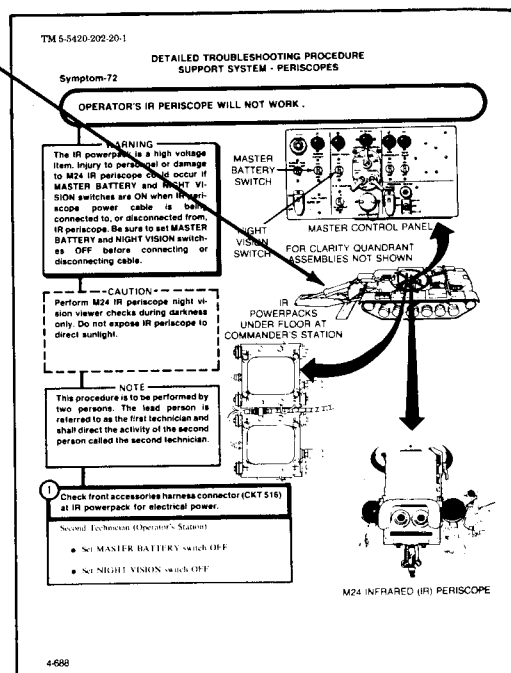 TM 5-5420-202-20-1
DETAILED TROUBLESHOOTING PROCEDURE
SUPPORT SYSTEM - PERISCOPES
Symptom-72
OPERATOR'S IR PERISCOPE WILL NOT WORK .
WARNING
The IR powerpack is a high voltage
item. Injury to personnel or damage
to M24 IR periscope could occur if
MASTER BATTERY and NIGHT VI-
SION switches are ON when IR peri-
scope power cable is being
connected to, or disconnected from,
IR periscope. Be sure to set MASTER
BATTERY and NIGHT VISION switch-
es OFF before connecting or
disconnecting cable.
CAUTION
Perform M24 IR periscope night vi-
sion viewer checks during darkness
only. Do not expose IR periscope to
direct sunlight.
NOTE
This procedure is to be performed by
two persons. The lead person is
referred to as the first technician and
shall direct the activity of the second
person called the second technician.
1
Check front accessories harness connector (CKT 516)
at IR powerpack for electrical power.
Second Technician (Operator's Station)
• Set MASTER BATTERY switch OFF
• Set NIGHT VISION switch OFF
MASTER
BATTERY
SWITCH
NIGHT
VISION
SWITCH
MASTER CONTROL PANEL
FOR CLARITY QUADRANT
ASSEMBLIES NOT SHOWN
IR
POWERPACKS
UNDER FLOOR AT
COMMANDER'S STATION
M24 INFRARED (IR) PERISCOPE
4-688